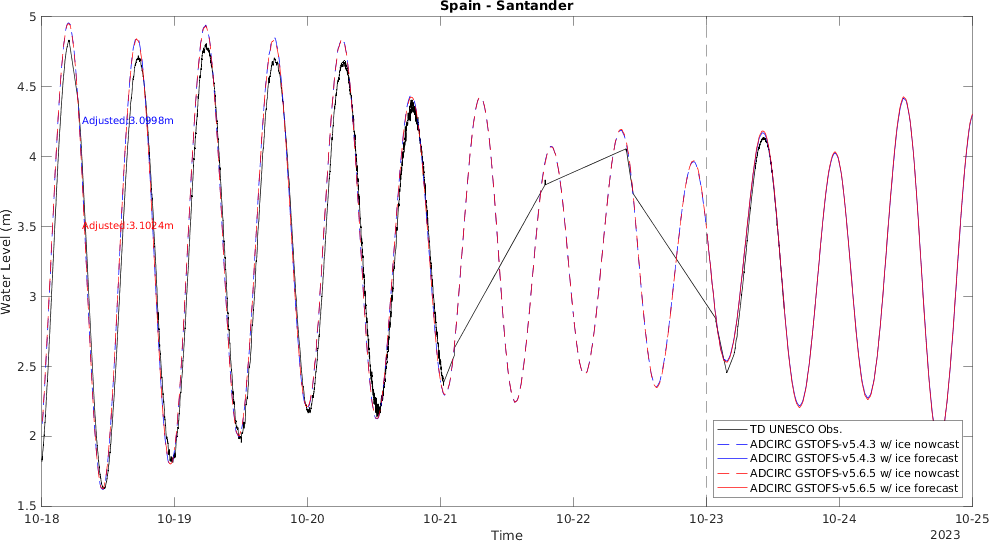 Spain - Santander
5
4.5
4
3.5
3
2.5
2
1.5
Water Level (m)
Adjusted:3.0998m
Adjusted:3.1024m
TD UNESCO Obs.
ADCIRC GSTOFS-v5.4.3 w/ ice nowcast
ADCIRC GSTOFS-v5.4.3 w/ ice forecast
ADCIRC GSTOFS-v5.6.5 w/ ice nowcast
ADCIRC GSTOFS-v5.6.5 w/ ice forecast
10-18 10-19 10-20 10-21 10-22 10-23 10-24 10-25
Time
2023